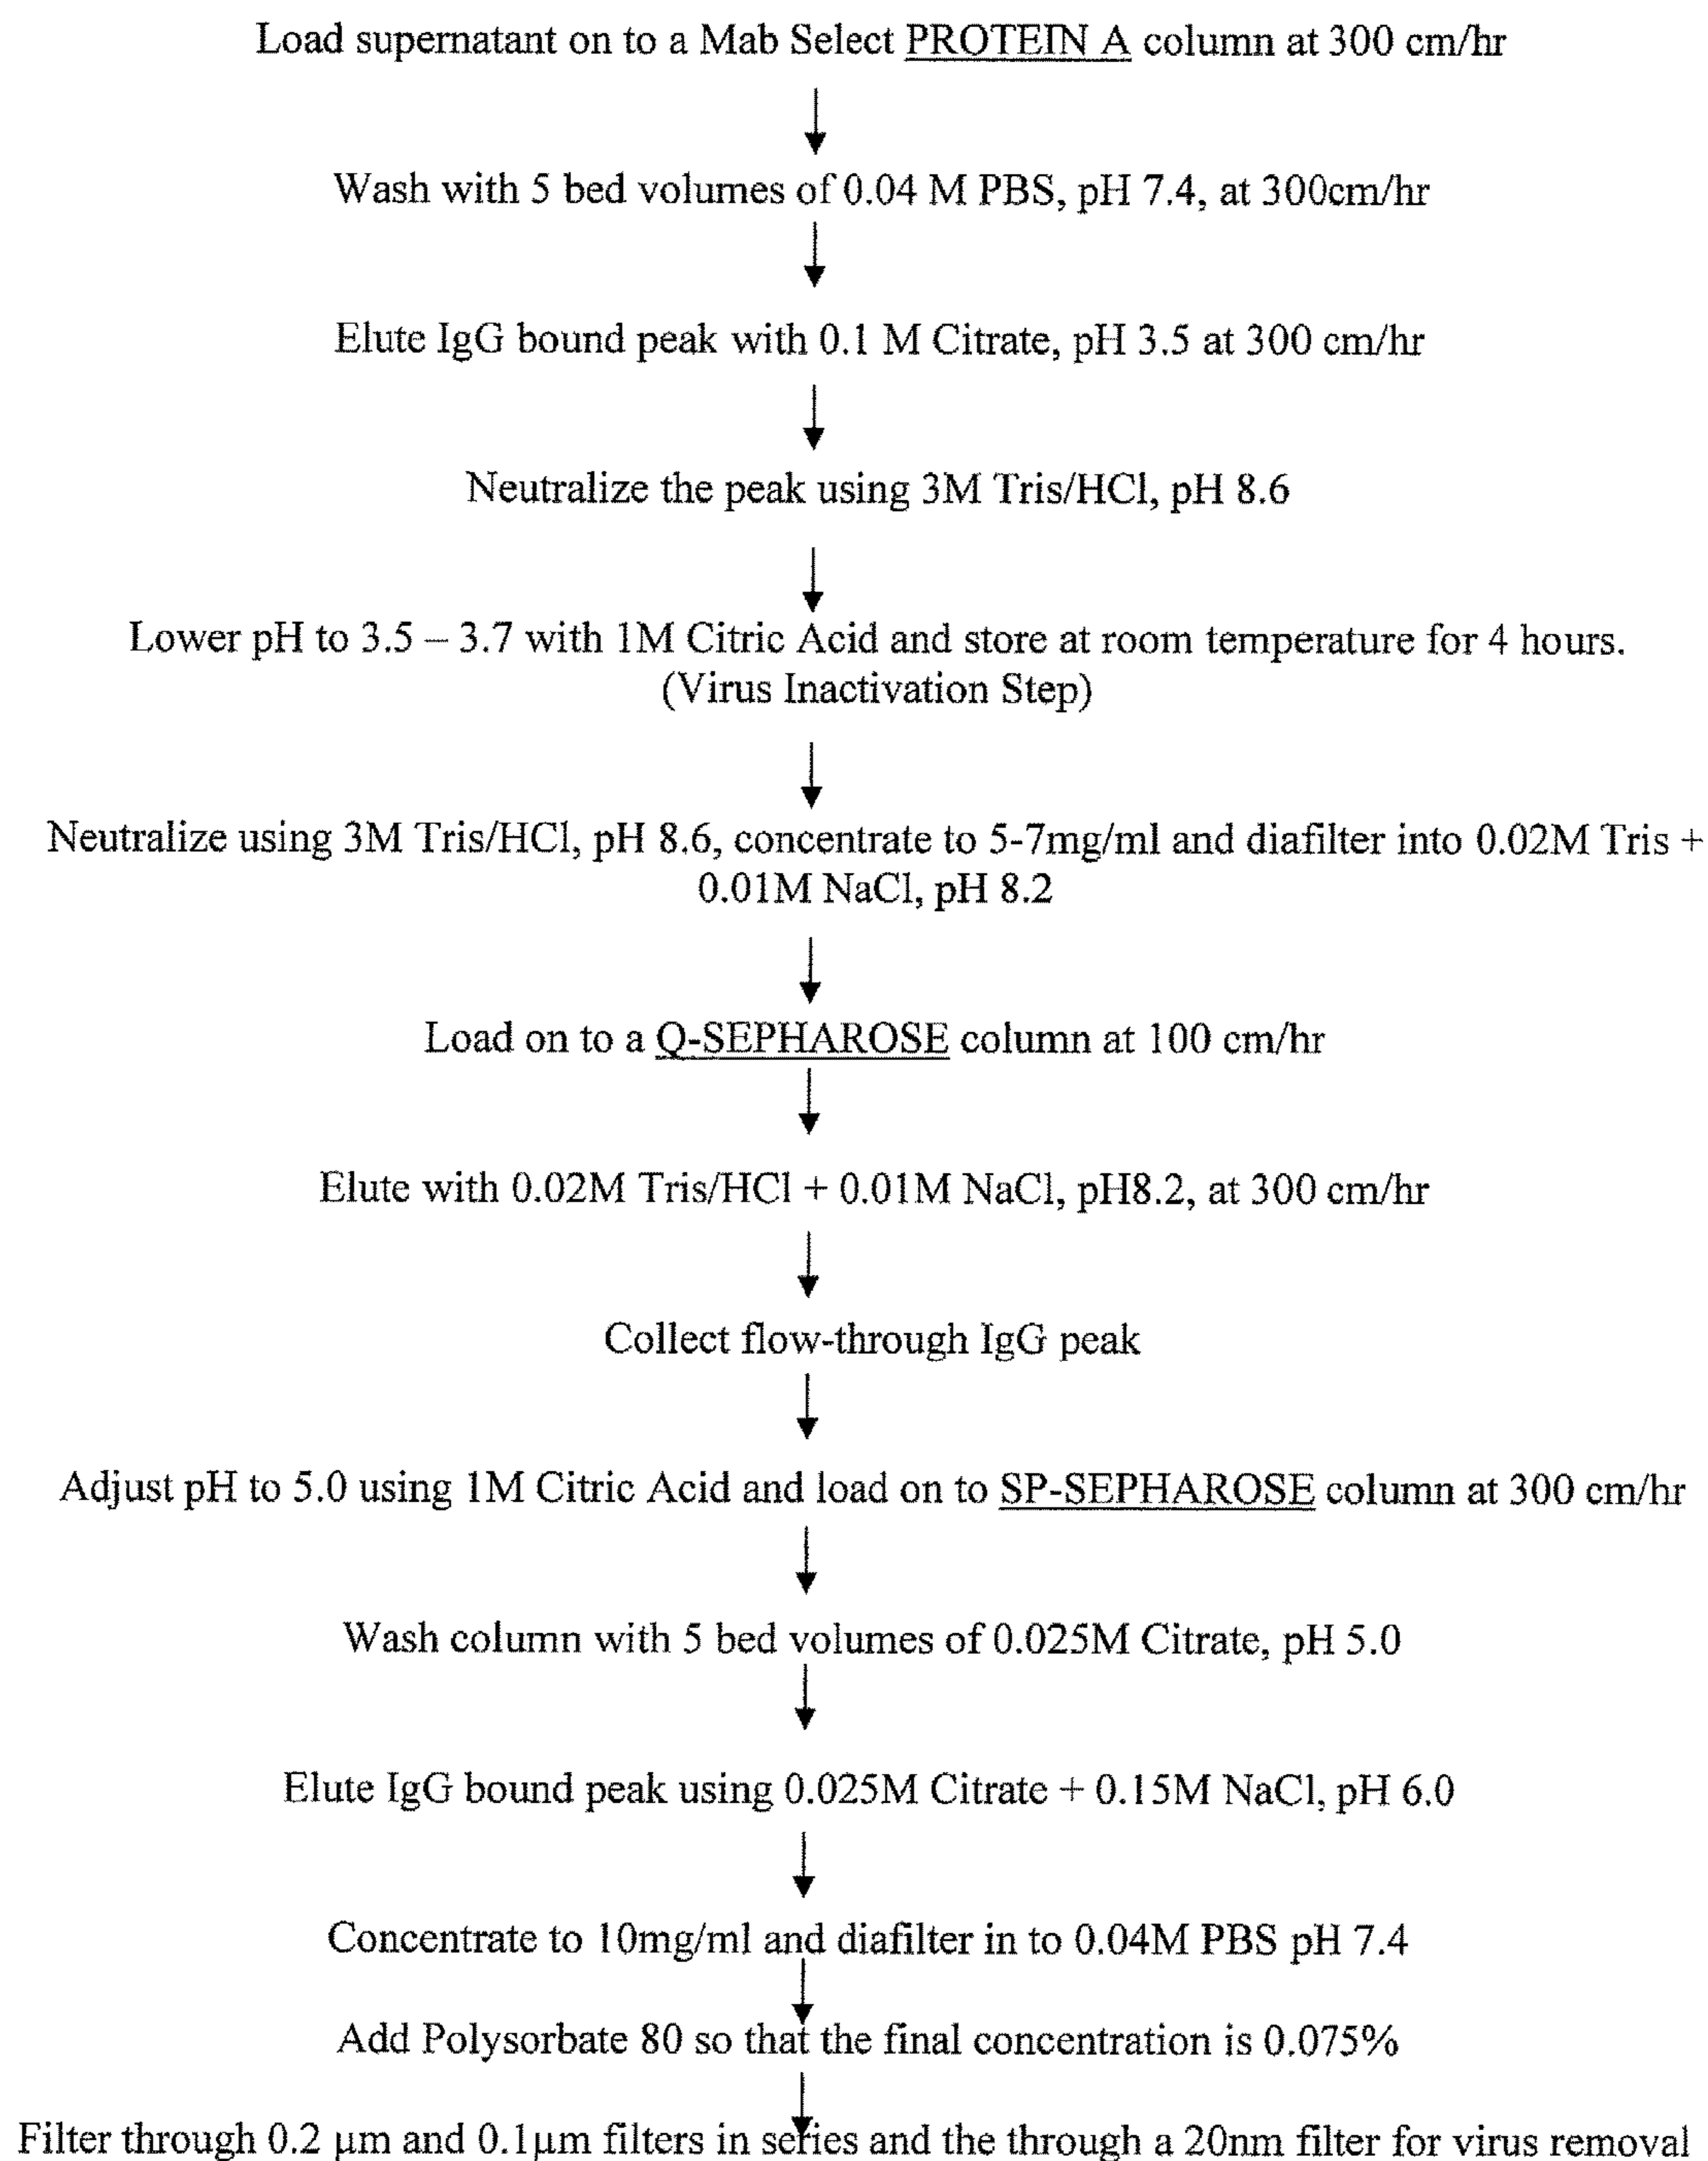 Load supernatant on to a Mab Select PROTEIN A column at 300 cm/hr
Wash with 5 bed volumes of 0.04 M PBS, pH 7.4, at 300cm/hr
Elute IgG bound peak with 0.1 M Citrate, pH 3.5 at 300 cm/hr
Neutralize the peak using 3M Tris/HCl, pH 8.6
Lower pH to 3.5 – 3.7 with 1M Citric Acid and store at room temperature for 4 hours.
(Virus Inactivation Step)
Neutralize using 3M Tris/HCl, pH 8.6, concentrate to 5-7mg/ml and diafilter into 0.02M Tris +
0.01M NaCl, pH 8.2
Load on to a Q-SEPHAROSE column at 100 cm/hr
Elute with 0.02M Tris/HCl + 0.01M NaCl, pH8.2, at 300 cm/hr
Collect flow-through IgG peak
Adjust pH to 5.0 using 1M Citric Acid and load on to SP-SEPHAROSE column at 300 cm/hr
Wash column with 5 bed volumes of 0.025M Citrate, pH 5.0
Elute IgG bound peak using 0.025M Citrate + 0.15M NaCl, pH 6.0
Concentrate to 10mg/ml and diafilter in to 0.04M PBS pH 7.4
Add Polysorbate 80 so that the final concentration is 0.075%
Filter through 0.2 µm and 0.1µm filters in series and the through a 20nm filter for virus removal